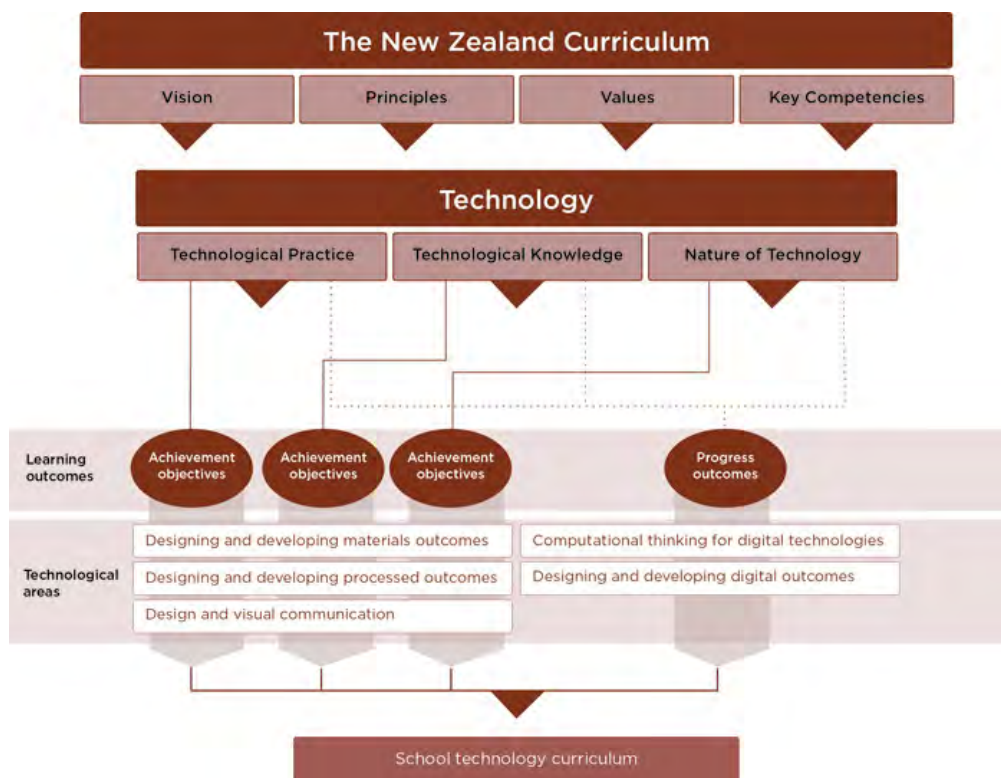 The New Zealand Curriculum
Vision
Principles
Values
Key Competencies
Technology
Technological Practice
Technological Knowledge
Nature of Technology
Learning
outcomes
Achievement
objectives
Achievement
objectives
Achievement
objectives
Progress
outcomes
Technological
areas
Designing and developing materials outcomes
Designing and developing processed outcomes
Design and visual communication
Computational thinking for digital technologies
Designing and developing digital outcomes
School technology curriculum